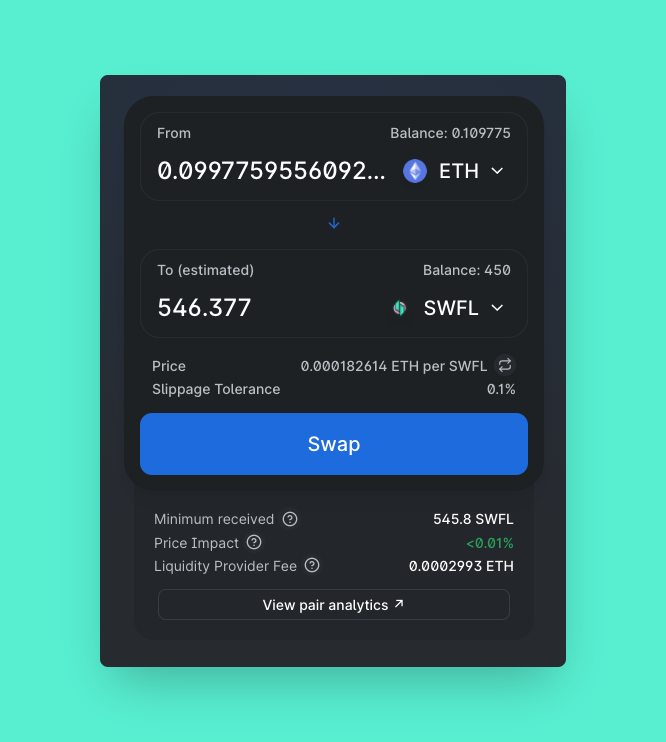 From Balance: 0.109775
0.0997759556092... ETH
To (estimated) Balance: 450
546.377 SWFL
Price 0.000182614 ETH per SWFL
Slippage Tolerance 0.1%
Swap
Minimum received ? 545.8 SWFL
Price Impact ? <0.01%
Liquidity Provider Fee ? 0.0002993 ETH
View pair analytics ↗